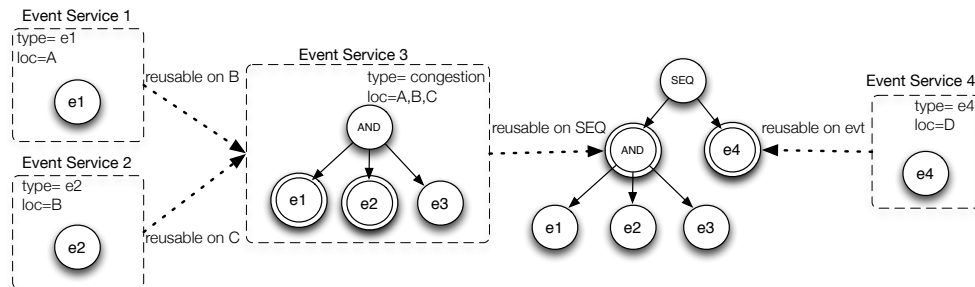 Event Service 1
type= e1
loc=A
e1
reusable on B
Event Service 2
type= e2
loc=B
e2
reusable on C
Event Service 3
type= congestion
loc=A,B,C
AND
e1
e2
e3
reusable on SEQ
SEQ
AND
e4
e1
e2
e3
reusable on evt
Event Service 4
type= e4
loc=D
e4